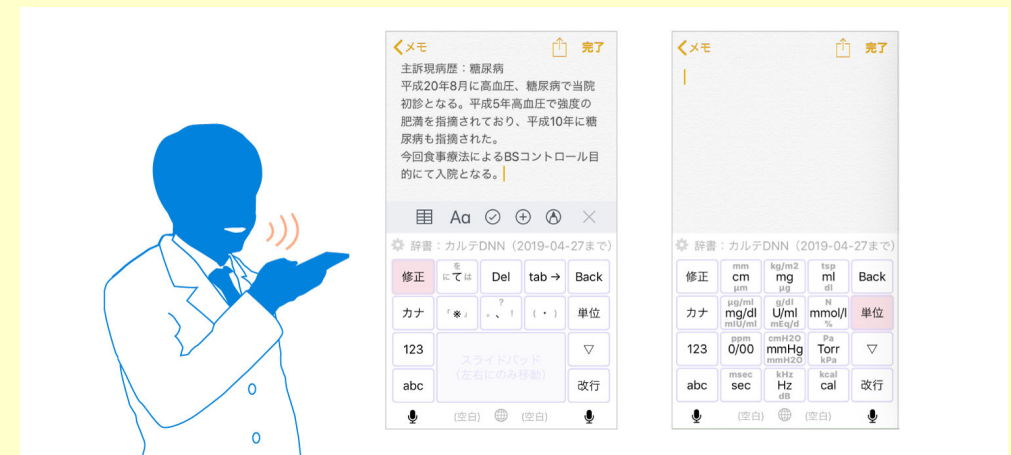 メモ 完了
主訴現病歴：糖尿病
平成20年8月に高血圧、糖尿病で当院
初診となる。平成5年高血圧で強度の
肥満を指摘されており、平成10年に糖
尿病も指摘された。
今回食事療法によるBSコントロール目
的にて入院となる。
Aa
辞書：カルテDNN（2019-04-27まで）
を
修正 にては Del tab → Back
？
カナ 「※」 。、！ （・） 単位
123 ▽
スライドパッド
（左右にのみ移動）
abc 改行
(空白) (空白)
メモ 完了
辞書：カルテDNN（2019-04-27まで）
mm kg/m2 tsp
修正 cm mg ml Back
μm μg dl
μg/ml g/dl N
カナ mg/dl U/ml mmol/l 単位
mIU/ml mEq/d %
ppm cmH2O Pa
123 0/00 mmHg Torr ▽
mmH2O kPa
msec kHz kcal
abc sec Hz cal 改行
dB
(空白) (空白)